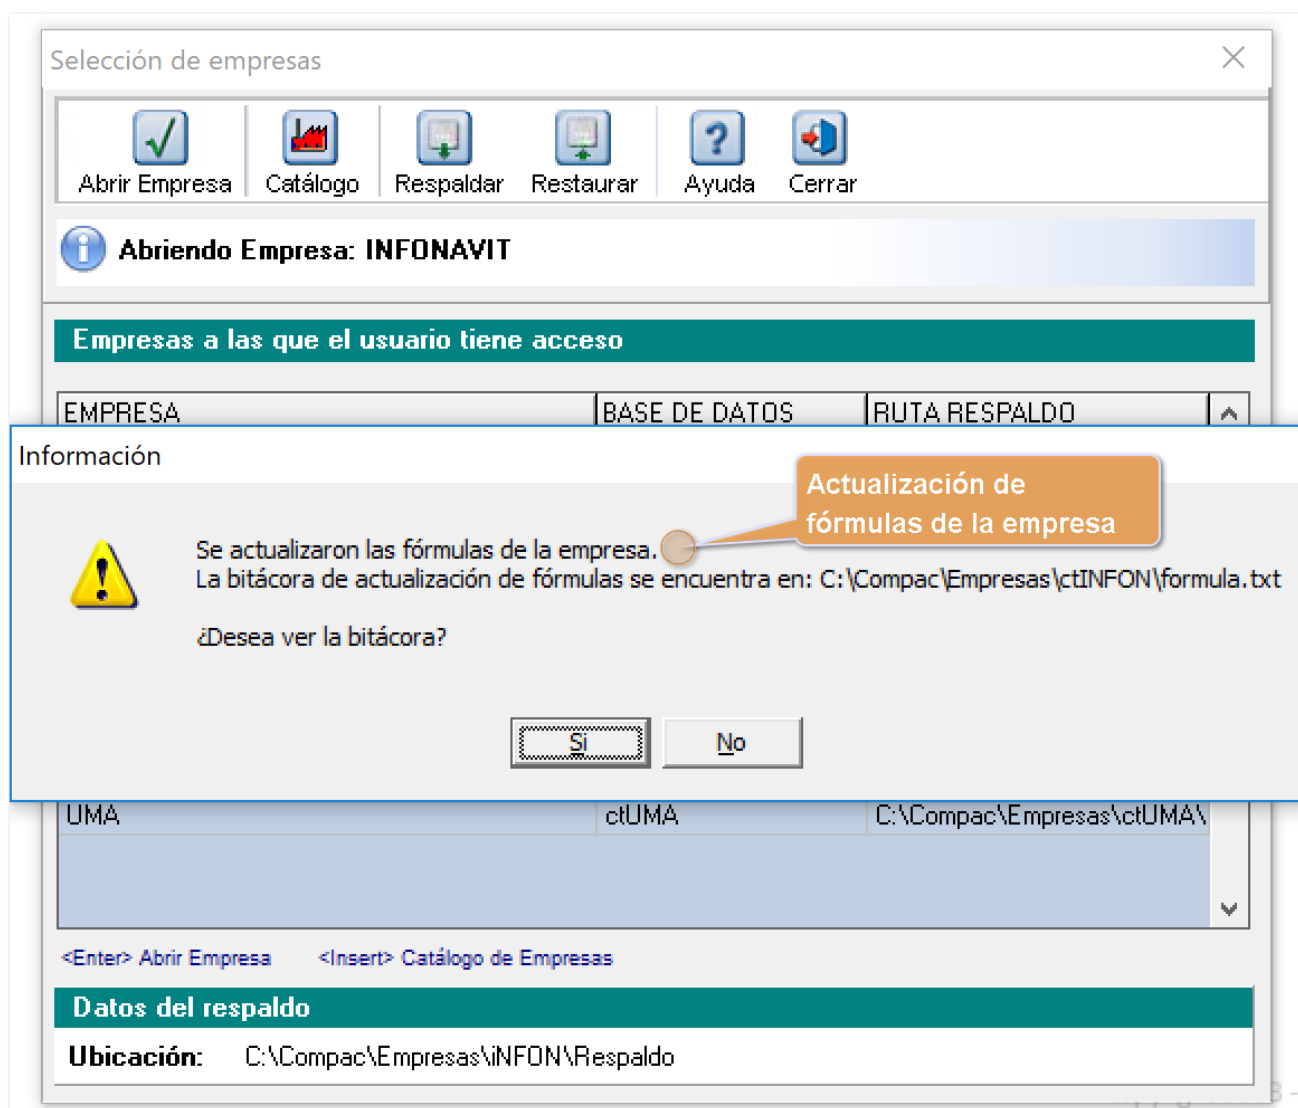 Selección de empresas
Abrir Empresa Catálogo Respaldar Restaurar Ayuda Cerrar
Abriendo Empresa: INFONAVIT
Empresas a las que el usuario tiene acceso
EMPRESA BASE DE DATOS RUTA RESPALDO
Información
Actualización de
fórmulas de la empresa
Se actualizaron las fórmulas de la empresa.
La bitácora de actualización de fórmulas se encuentra en: C:\Compac\Empresas\ctINFON\formula.txt
¿Desea ver la bitácora?
Si No
UMA ctUMA C:\Compac\Empresas\ctUMA\
<Enter> Abrir Empresa <Insert> Catálogo de Empresas
Datos del respaldo
Ubicación: C:\Compac\Empresas\iNFON\Respaldo